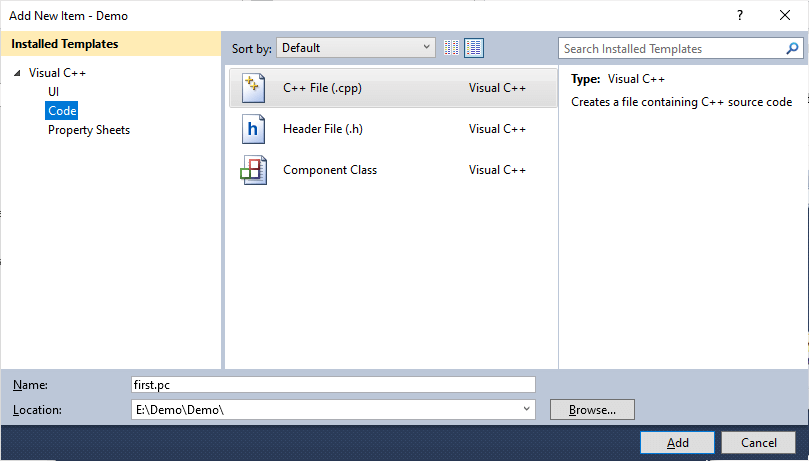 Add New Item - Demo
?
Installed Templates
Sort by: Default
Search Installed Templates
Visual C++
UI
Code
Property Sheets
C++ File (.cpp) Visual C++
h Header File (.h) Visual C++
Component Class Visual C++
Type: Visual C++
Creates a file containing C++ source code
Name: first.pc
Location: E:\Demo\Demo\
Browse...
Add Cancel